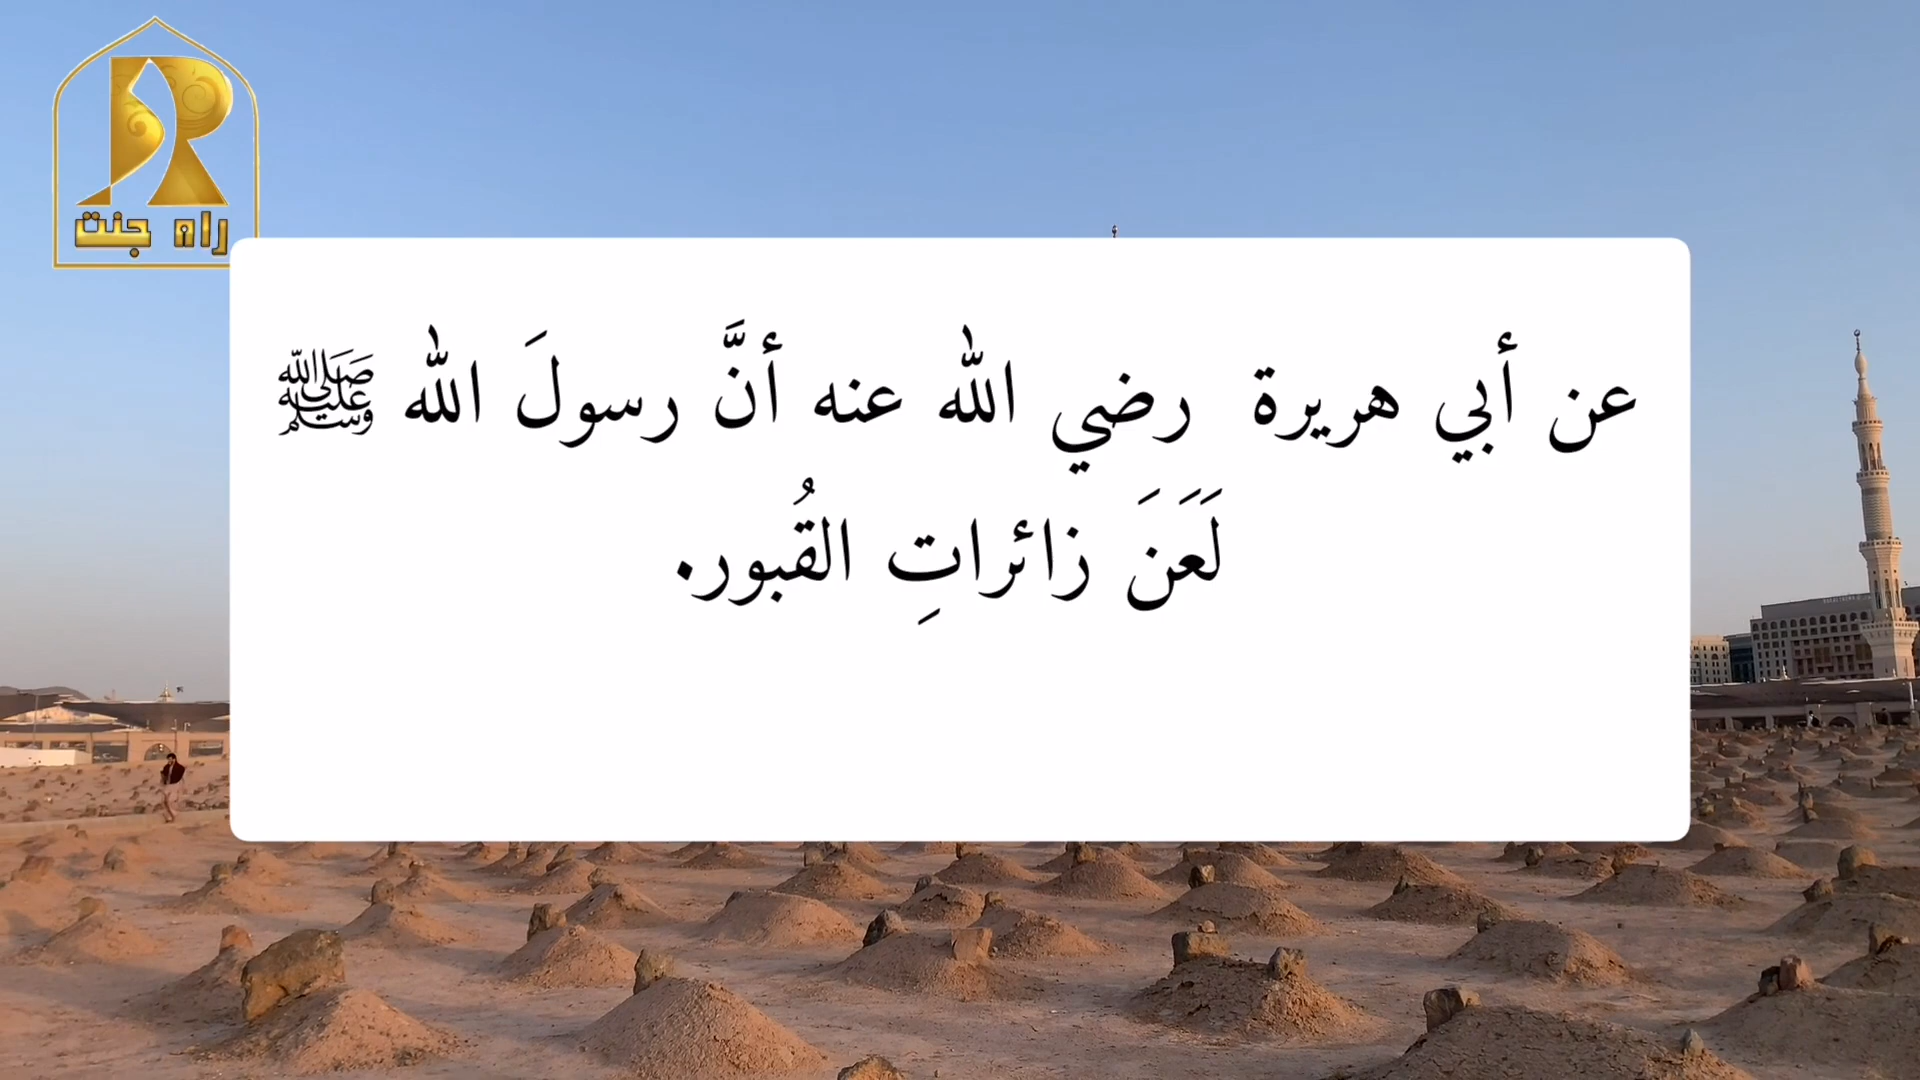 راه جنت
عن أبي هريرة رضي الله عنه أنَّ رسولَ الله ﷺ
لَعَنَ زائراتِ القُبور.